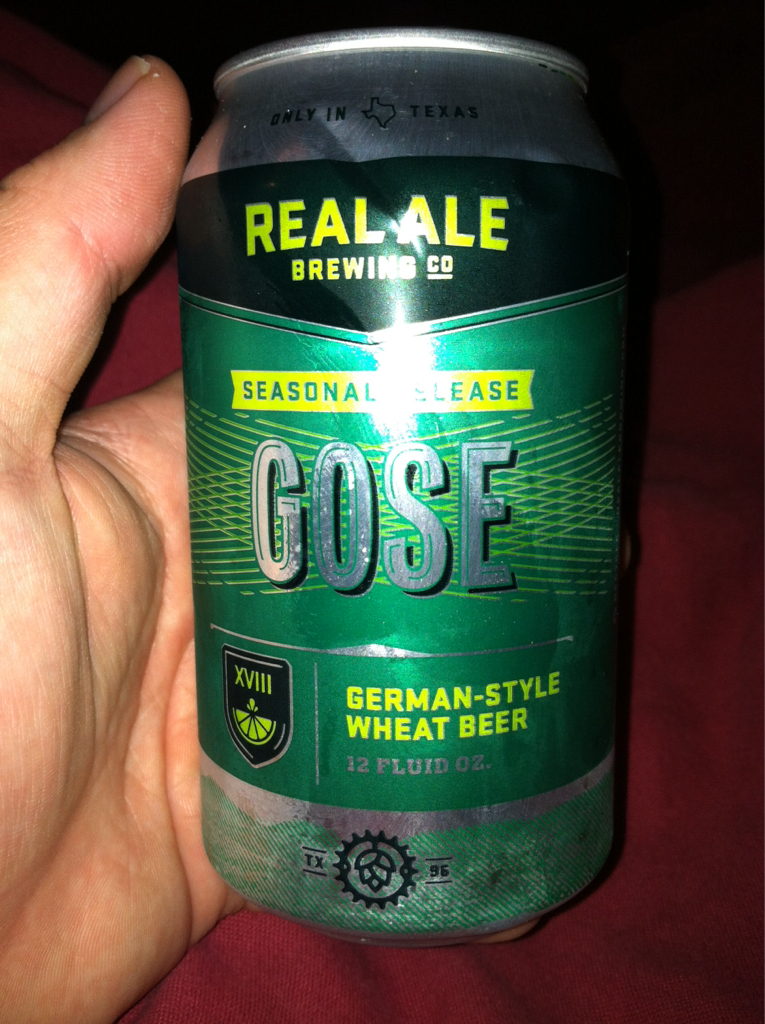 ONLY IN TEXAS
REAL ALE
BREWING CO
SEASONAL RELEASE
GOSE
XVIII
GERMAN-STYLE
WHEAT BEER
12 FLUID OZ.
TX 96